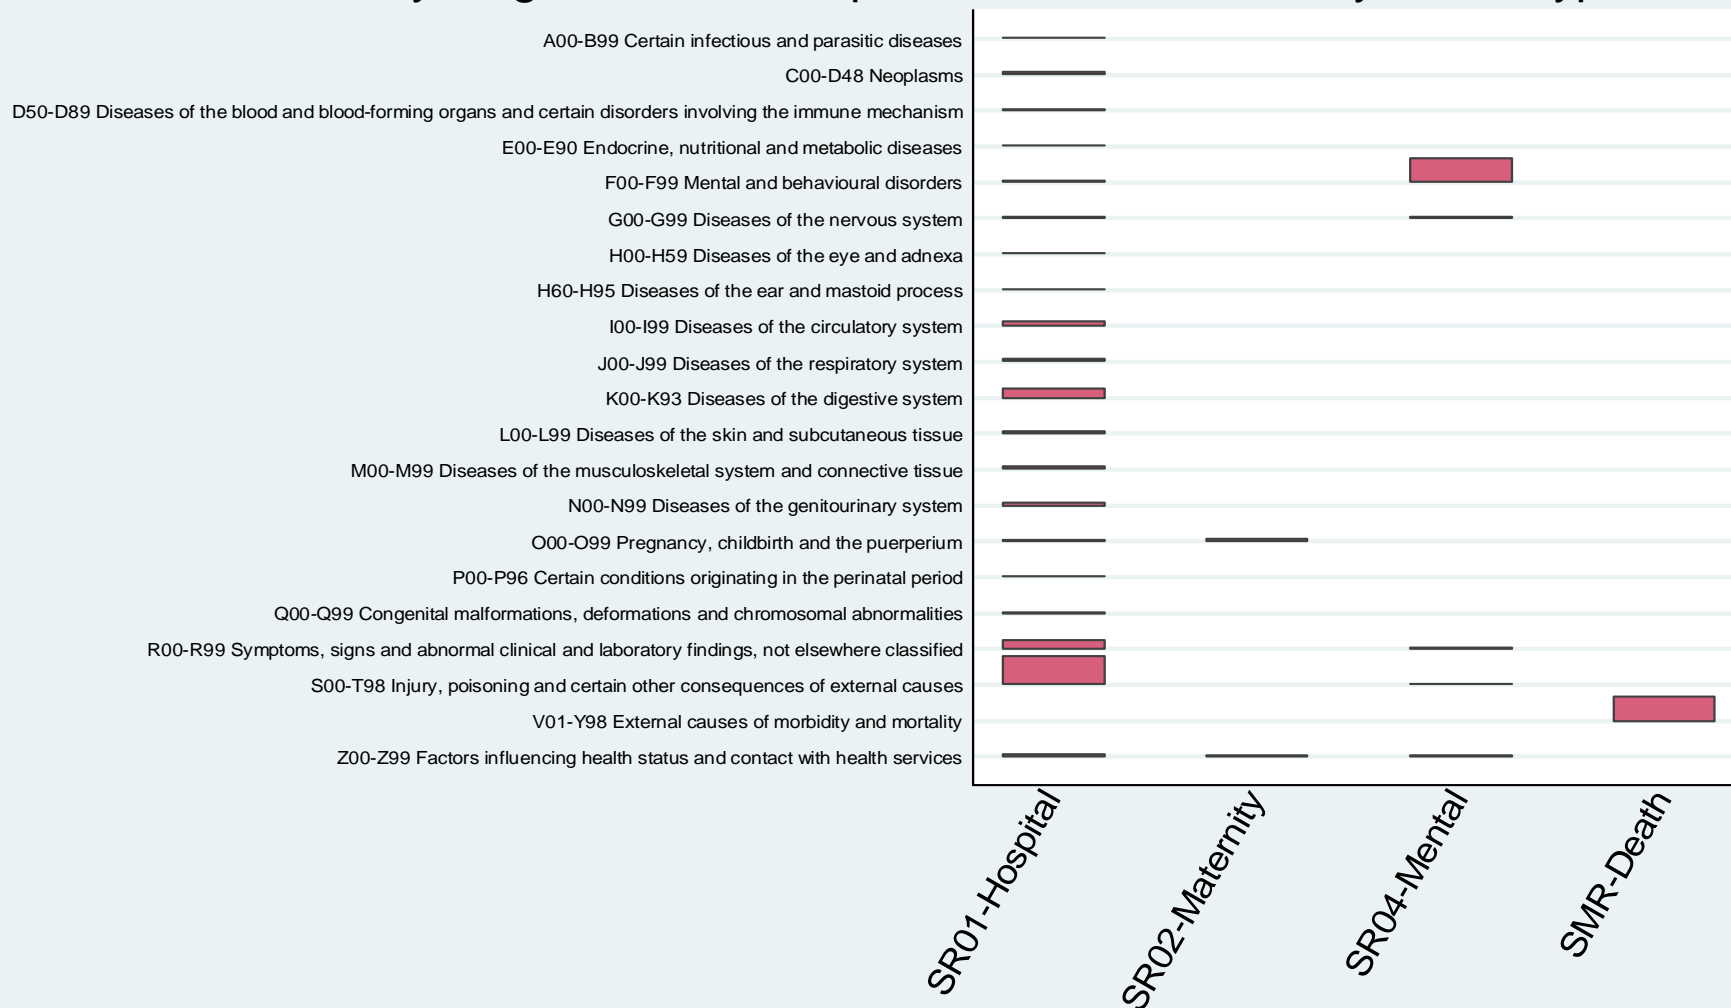 A00-B99 Certain infectious and parasitic diseases
C00-D48 Neoplasms
D50-D89 Diseases of the blood and blood-forming organs and certain disorders involving the immune mechanism
E00-E90 Endocrine, nutritional and metabolic diseases
F00-F99 Mental and behavioural disorders
G00-G99 Diseases of the nervous system
H00-H59 Diseases of the eye and adnexa
H60-H95 Diseases of the ear and mastoid process
I00-I99 Diseases of the circulatory system
J00-J99 Diseases of the respiratory system
K00-K93 Diseases of the digestive system
L00-L99 Diseases of the skin and subcutaneous tissue
M00-M99 Diseases of the musculoskeletal system and connective tissue
N00-N99 Diseases of the genitourinary system
O00-O99 Pregnancy, childbirth and the puerperium
P00-P96 Certain conditions originating in the perinatal period
Q00-Q99 Congenital malformations, deformations and chromosomal abnormalities
R00-R99 Symptoms, signs and abnormal clinical and laboratory findings, not elsewhere classified
S00-T98 Injury, poisoning and certain other consequences of external causes
V01-Y98 External causes of morbidity and mortality
Z00-Z99 Factors influencing health status and contact with health services
SR01-Hospital
SR02-Maternity
SR04-Mental
SMR-Death